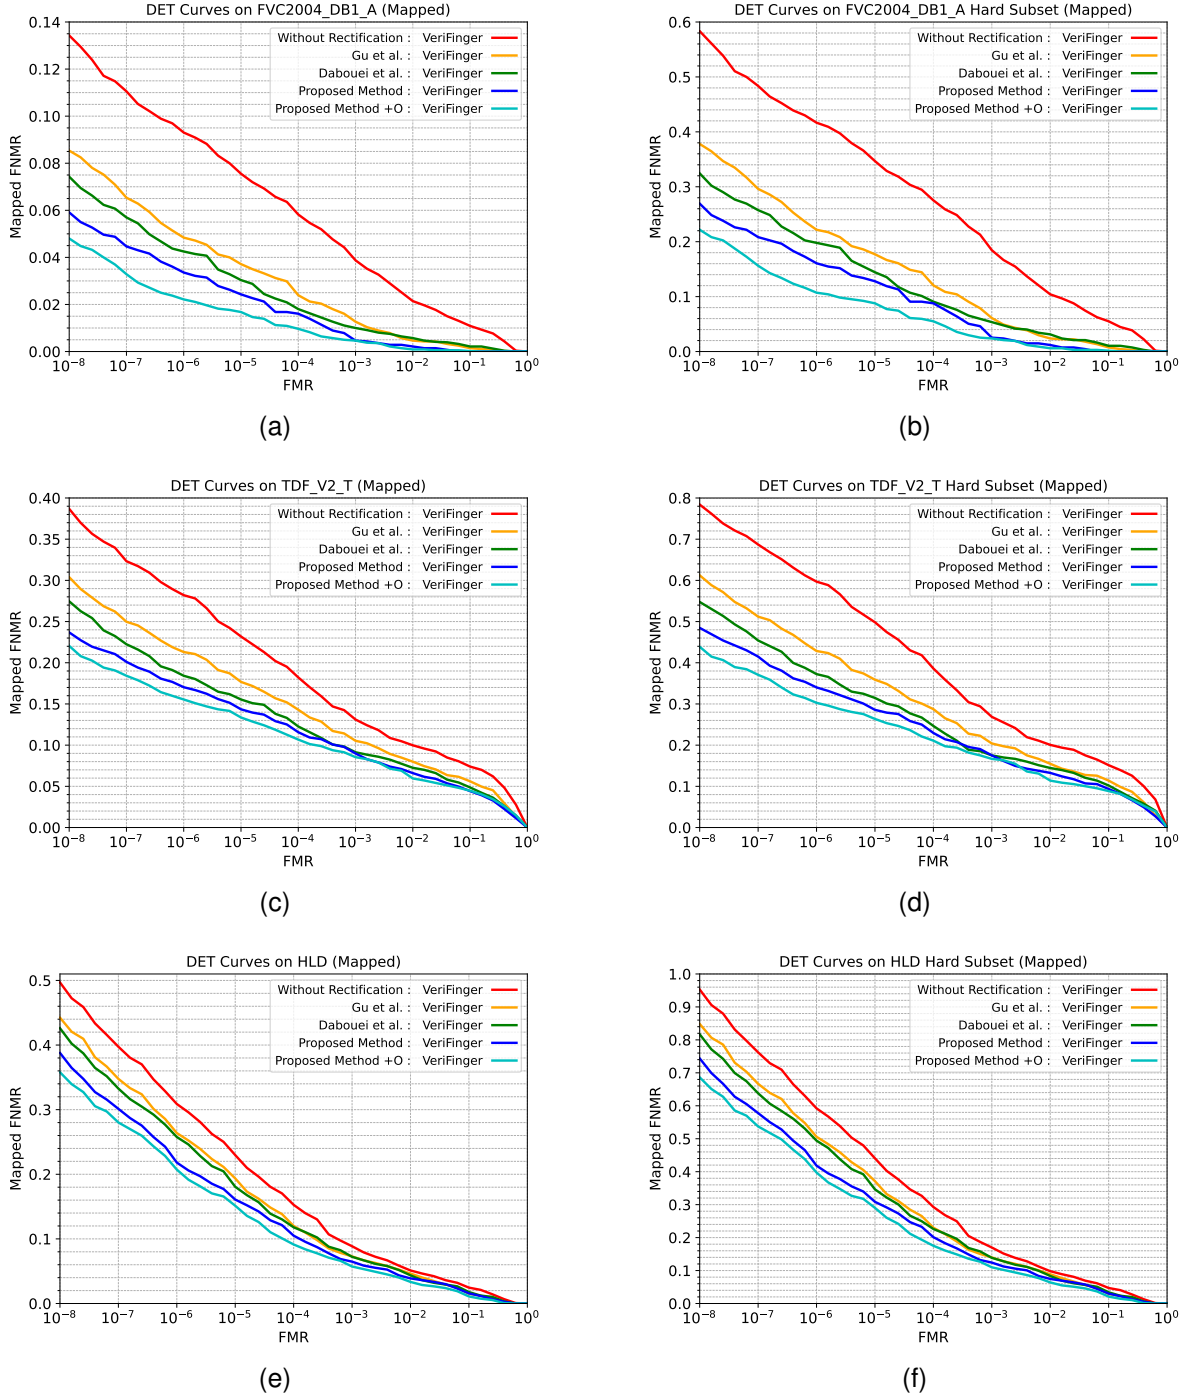 DET Curves on FVC2004_DB1_A (Mapped)
Without Rectification : VeriFinger
Gu et al. : VeriFinger
Dabouei et al. : VeriFinger
Proposed Method : VeriFinger
Proposed Method +O : VeriFinger
Mapped FNMR
0.14
0.12
0.10
0.08
0.06
0.04
0.02
0.00
10⁻⁸ 10⁻⁷ 10⁻⁶ 10⁻⁵ 10⁻⁴ 10⁻³ 10⁻² 10⁻¹ 10⁰
FMR
(a)
DET Curves on FVC2004_DB1_A Hard Subset (Mapped)
Without Rectification : VeriFinger
Gu et al. : VeriFinger
Dabouei et al. : VeriFinger
Proposed Method : VeriFinger
Proposed Method +O : VeriFinger
Mapped FNMR
0.6
0.5
0.4
0.3
0.2
0.1
0.0
10⁻⁸ 10⁻⁷ 10⁻⁶ 10⁻⁵ 10⁻⁴ 10⁻³ 10⁻² 10⁻¹ 10⁰
FMR
(b)
DET Curves on TDF_V2_T (Mapped)
Without Rectification : VeriFinger
Gu et al. : VeriFinger
Dabouei et al. : VeriFinger
Proposed Method : VeriFinger
Proposed Method +O : VeriFinger
Mapped FNMR
0.40
0.35
0.30
0.25
0.20
0.15
0.10
0.05
0.00
10⁻⁸ 10⁻⁷ 10⁻⁶ 10⁻⁵ 10⁻⁴ 10⁻³ 10⁻² 10⁻¹ 10⁰
FMR
(c)
DET Curves on TDF_V2_T Hard Subset (Mapped)
Without Rectification : VeriFinger
Gu et al. : VeriFinger
Dabouei et al. : VeriFinger
Proposed Method : VeriFinger
Proposed Method +O : VeriFinger
Mapped FNMR
0.8
0.7
0.6
0.5
0.4
0.3
0.2
0.1
0.0
10⁻⁸ 10⁻⁷ 10⁻⁶ 10⁻⁵ 10⁻⁴ 10⁻³ 10⁻² 10⁻¹ 10⁰
FMR
(d)
DET Curves on HLD (Mapped)
Without Rectification : VeriFinger
Gu et al. : VeriFinger
Dabouei et al. : VeriFinger
Proposed Method : VeriFinger
Proposed Method +O : VeriFinger
Mapped FNMR
0.5
0.4
0.3
0.2
0.1
0.0
10⁻⁸ 10⁻⁷ 10⁻⁶ 10⁻⁵ 10⁻⁴ 10⁻³ 10⁻² 10⁻¹ 10⁰
FMR
(e)
DET Curves on HLD Hard Subset (Mapped)
Without Rectification : VeriFinger
Gu et al. : VeriFinger
Dabouei et al. : VeriFinger
Proposed Method : VeriFinger
Proposed Method +O : VeriFinger
Mapped FNMR
1.0
0.9
0.8
0.7
0.6
0.5
0.4
0.3
0.2
0.1
0.0
10⁻⁸ 10⁻⁷ 10⁻⁶ 10⁻⁵ 10⁻⁴ 10⁻³ 10⁻² 10⁻¹ 10⁰
FMR
(f)